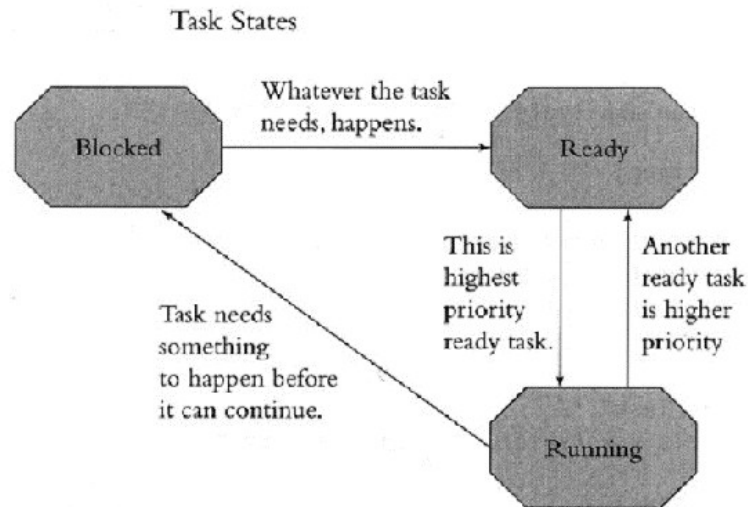 Task States
Whatever the task
needs, happens.
Blocked
Ready
This is
highest
priority
ready task.
Another
ready task
is higher
priority
Task needs
something
to happen before
it can continue.
Running